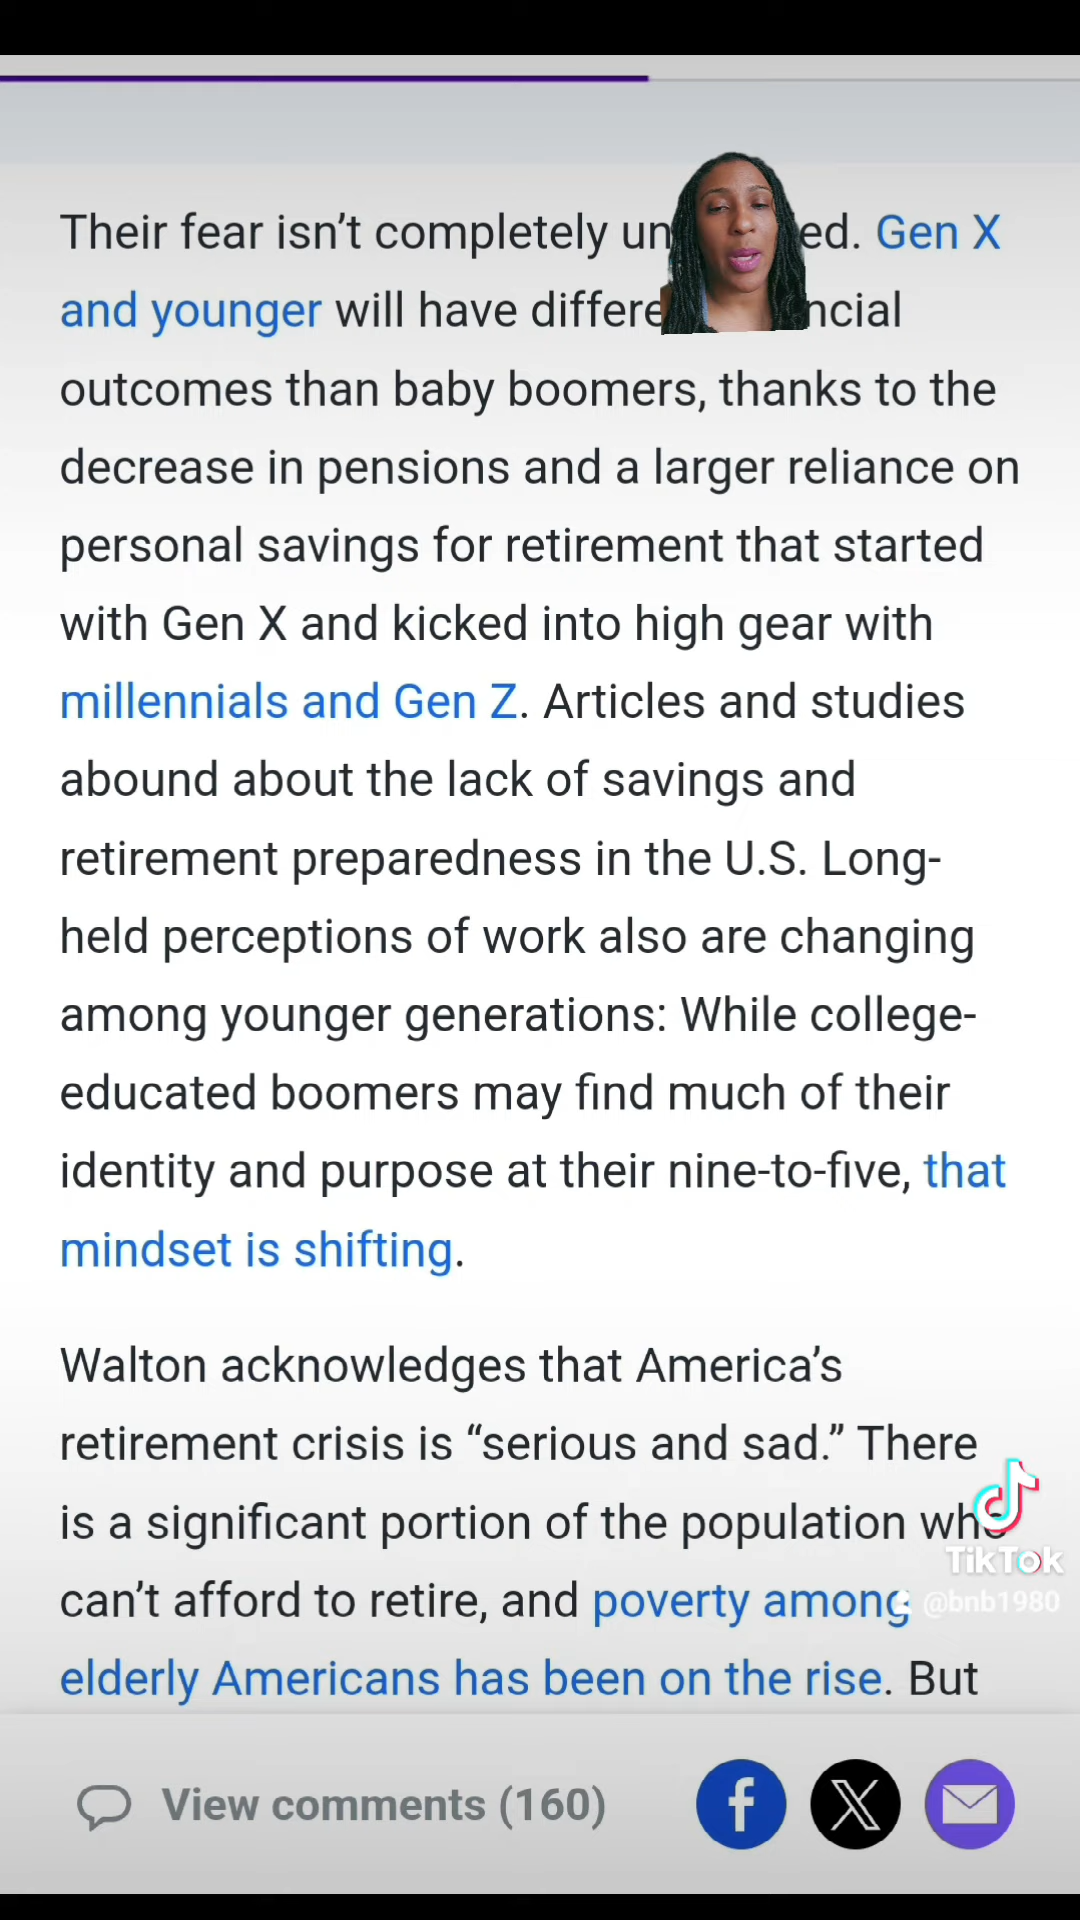 Their fear isn’t completely un ed. Gen X
and younger will have differe ncial
outcomes than baby boomers, thanks to the
decrease in pensions and a larger reliance on
personal savings for retirement that started
with Gen X and kicked into high gear with
millennials and Gen Z. Articles and studies
abound about the lack of savings and
retirement preparedness in the U.S. Long-
held perceptions of work also are changing
among younger generations: While college-
educated boomers may find much of their
identity and purpose at their nine-to-five, that
mindset is shifting.
Walton acknowledges that America’s
retirement crisis is “serious and sad.” There
is a significant portion of the population who
can’t afford to retire, and poverty among
elderly Americans has been on the rise. But
TikTok
@bnb1980
View comments (160)